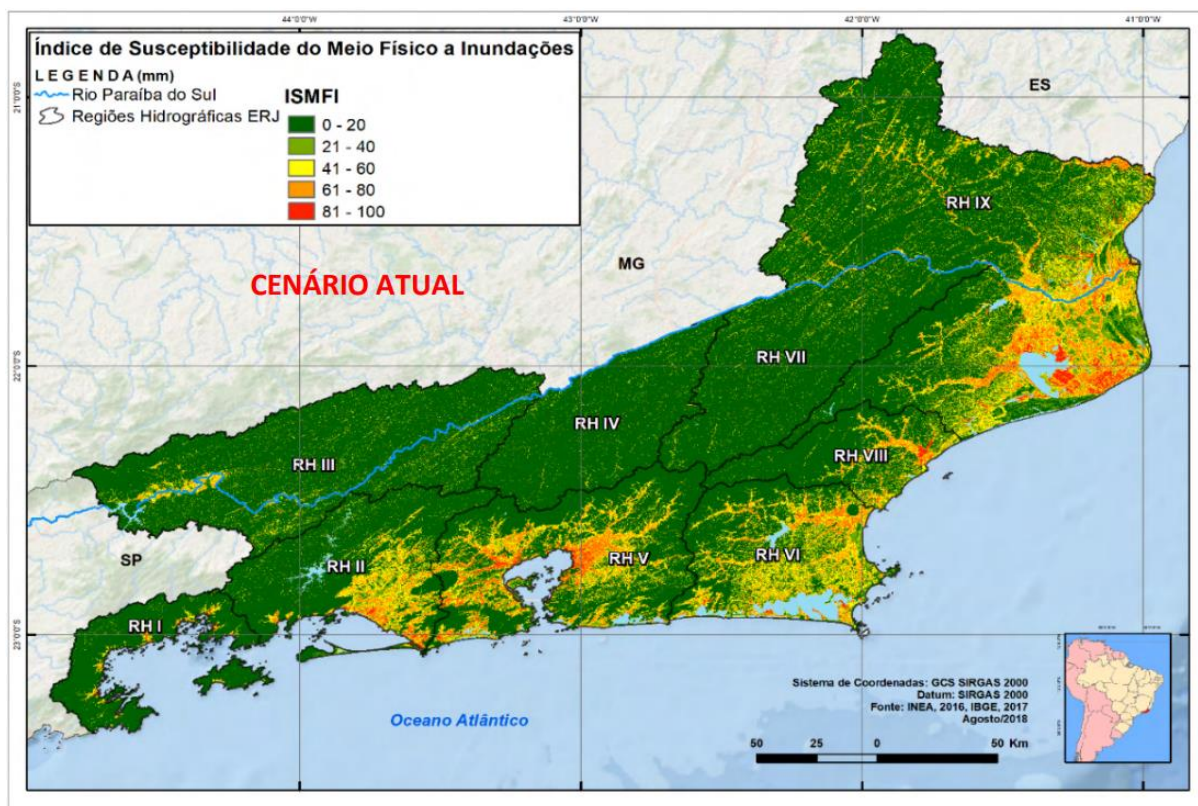 44°0'0"W
43°0'0"W
42°0'0"W
41°0'0"W
Índice de Susceptibilidade do Meio Físico a Inundações
L E G E N D A (mm)
Rio Paraíba do Sul
Regiões Hidrográficas ERJ
ISMFI
0 - 20
21 - 40
41 - 60
61 - 80
81 - 100
21°0'0"S
22°0'0"S
23°0'0"S
ES
RH IX
MG
CENÁRIO ATUAL
RH VII
RH IV
RH III
RH VIII
SP
RH II
RH V
RH VI
RH I
Oceano Atlântico
Sistema de Coordenadas: GCS SIRGAS 2000
Datum: SIRGAS 2000
Fonte: INEA, 2016, IBGE, 2017
Agosto/2018
50 25 0 50 Km